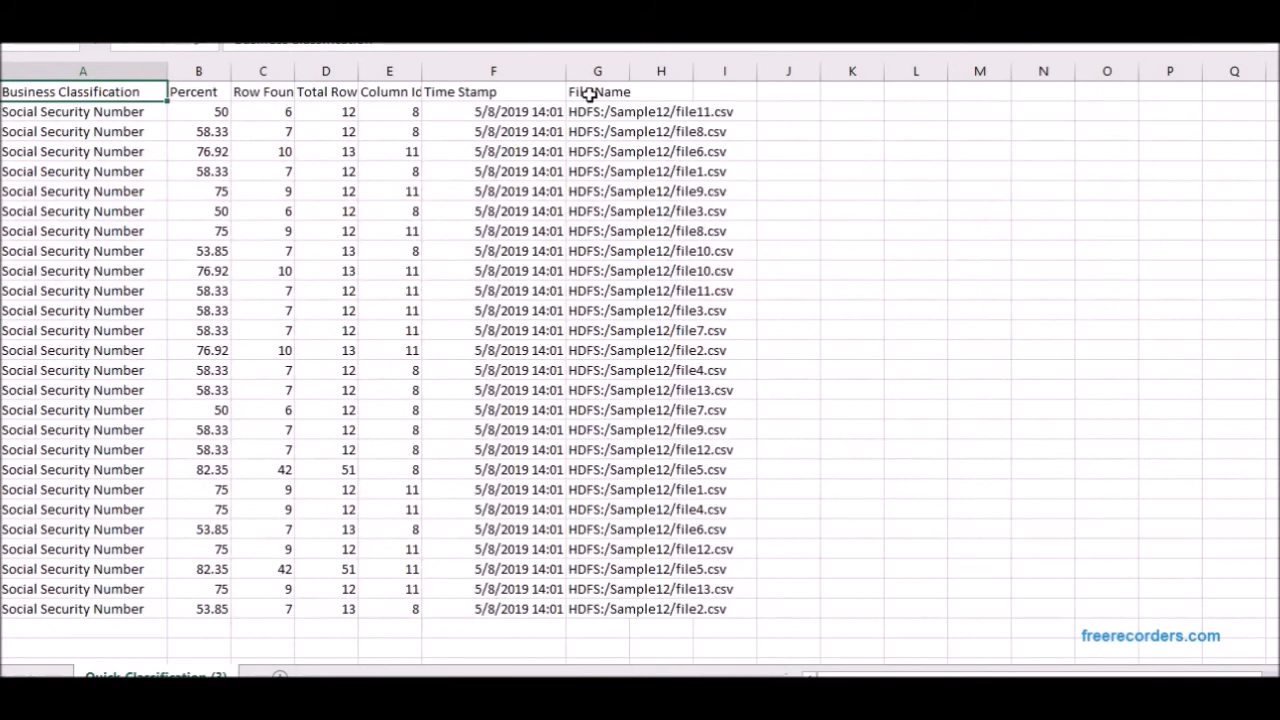 A B C D E F G H I J K L M N O P Q
Business Classification Percent Row Foun Total Row Column Id Time Stamp File Name
Social Security Number 50 6 12 8 5/8/2019 14:01 HDFS:/Sample12/file11.csv
Social Security Number 58.33 7 12 8 5/8/2019 14:01 HDFS:/Sample12/file8.csv
Social Security Number 76.92 10 13 11 5/8/2019 14:01 HDFS:/Sample12/file6.csv
Social Security Number 58.33 7 12 8 5/8/2019 14:01 HDFS:/Sample12/file1.csv
Social Security Number 75 9 12 11 5/8/2019 14:01 HDFS:/Sample12/file9.csv
Social Security Number 50 6 12 8 5/8/2019 14:01 HDFS:/Sample12/file3.csv
Social Security Number 75 9 12 11 5/8/2019 14:01 HDFS:/Sample12/file8.csv
Social Security Number 53.85 7 13 8 5/8/2019 14:01 HDFS:/Sample12/file10.csv
Social Security Number 76.92 10 13 11 5/8/2019 14:01 HDFS:/Sample12/file10.csv
Social Security Number 58.33 7 12 11 5/8/2019 14:01 HDFS:/Sample12/file11.csv
Social Security Number 58.33 7 12 11 5/8/2019 14:01 HDFS:/Sample12/file3.csv
Social Security Number 58.33 7 12 11 5/8/2019 14:01 HDFS:/Sample12/file7.csv
Social Security Number 76.92 10 13 11 5/8/2019 14:01 HDFS:/Sample12/file2.csv
Social Security Number 58.33 7 12 8 5/8/2019 14:01 HDFS:/Sample12/file4.csv
Social Security Number 58.33 7 12 8 5/8/2019 14:01 HDFS:/Sample12/file13.csv
Social Security Number 50 6 12 8 5/8/2019 14:01 HDFS:/Sample12/file7.csv
Social Security Number 58.33 7 12 8 5/8/2019 14:01 HDFS:/Sample12/file9.csv
Social Security Number 58.33 7 12 8 5/8/2019 14:01 HDFS:/Sample12/file12.csv
Social Security Number 82.35 42 51 8 5/8/2019 14:01 HDFS:/Sample12/file5.csv
Social Security Number 75 9 12 11 5/8/2019 14:01 HDFS:/Sample12/file1.csv
Social Security Number 75 9 12 11 5/8/2019 14:01 HDFS:/Sample12/file4.csv
Social Security Number 53.85 7 13 8 5/8/2019 14:01 HDFS:/Sample12/file6.csv
Social Security Number 75 9 12 11 5/8/2019 14:01 HDFS:/Sample12/file12.csv
Social Security Number 82.35 42 51 11 5/8/2019 14:01 HDFS:/Sample12/file5.csv
Social Security Number 75 9 12 11 5/8/2019 14:01 HDFS:/Sample12/file13.csv
Social Security Number 53.85 7 13 8 5/8/2019 14:01 HDFS:/Sample12/file2.csv
freerecorders.com
Quick Classification (3)